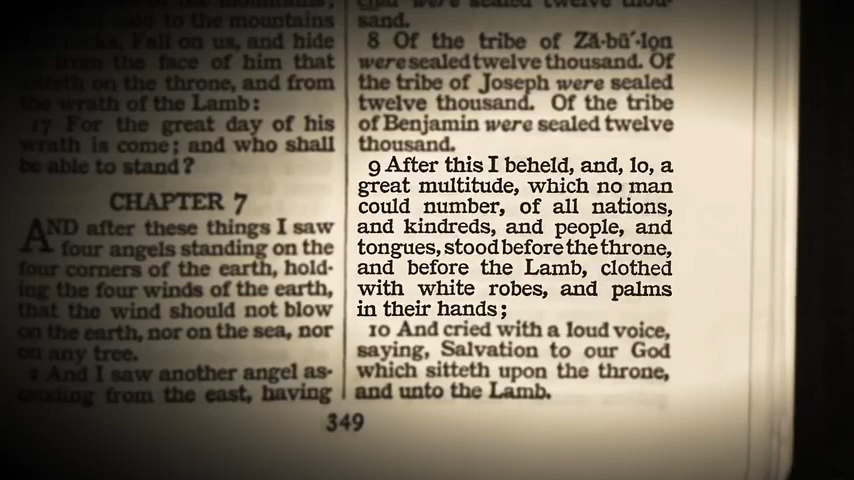 said to the mountains
rocks, Fall on us, and hide
from the face of him that
sitteth on the throne, and from
the wrath of the Lamb:
17 For the great day of his
wrath is come; and who shall
be able to stand?
CHAPTER 7
AND after these things I saw
four angels standing on the
four corners of the earth, hold-
ing the four winds of the earth,
that the wind should not blow
on the earth, nor on the sea, nor
on any tree.
2 And I saw another angel as-
cending from the east, having
were sealed twelve thou-
sand.
8 Of the tribe of Zā-bū´-lọn
were sealed twelve thousand. Of
the tribe of Joseph were sealed
twelve thousand. Of the tribe
of Benjamin were sealed twelve
thousand.
9 After this I beheld, and, lo, a
great multitude, which no man
could number, of all nations,
and kindreds, and people, and
tongues, stood before the throne,
and before the Lamb, clothed
with white robes, and palms
in their hands;
10 And cried with a loud voice,
saying, Salvation to our God
which sitteth upon the throne,
and unto the Lamb.
349